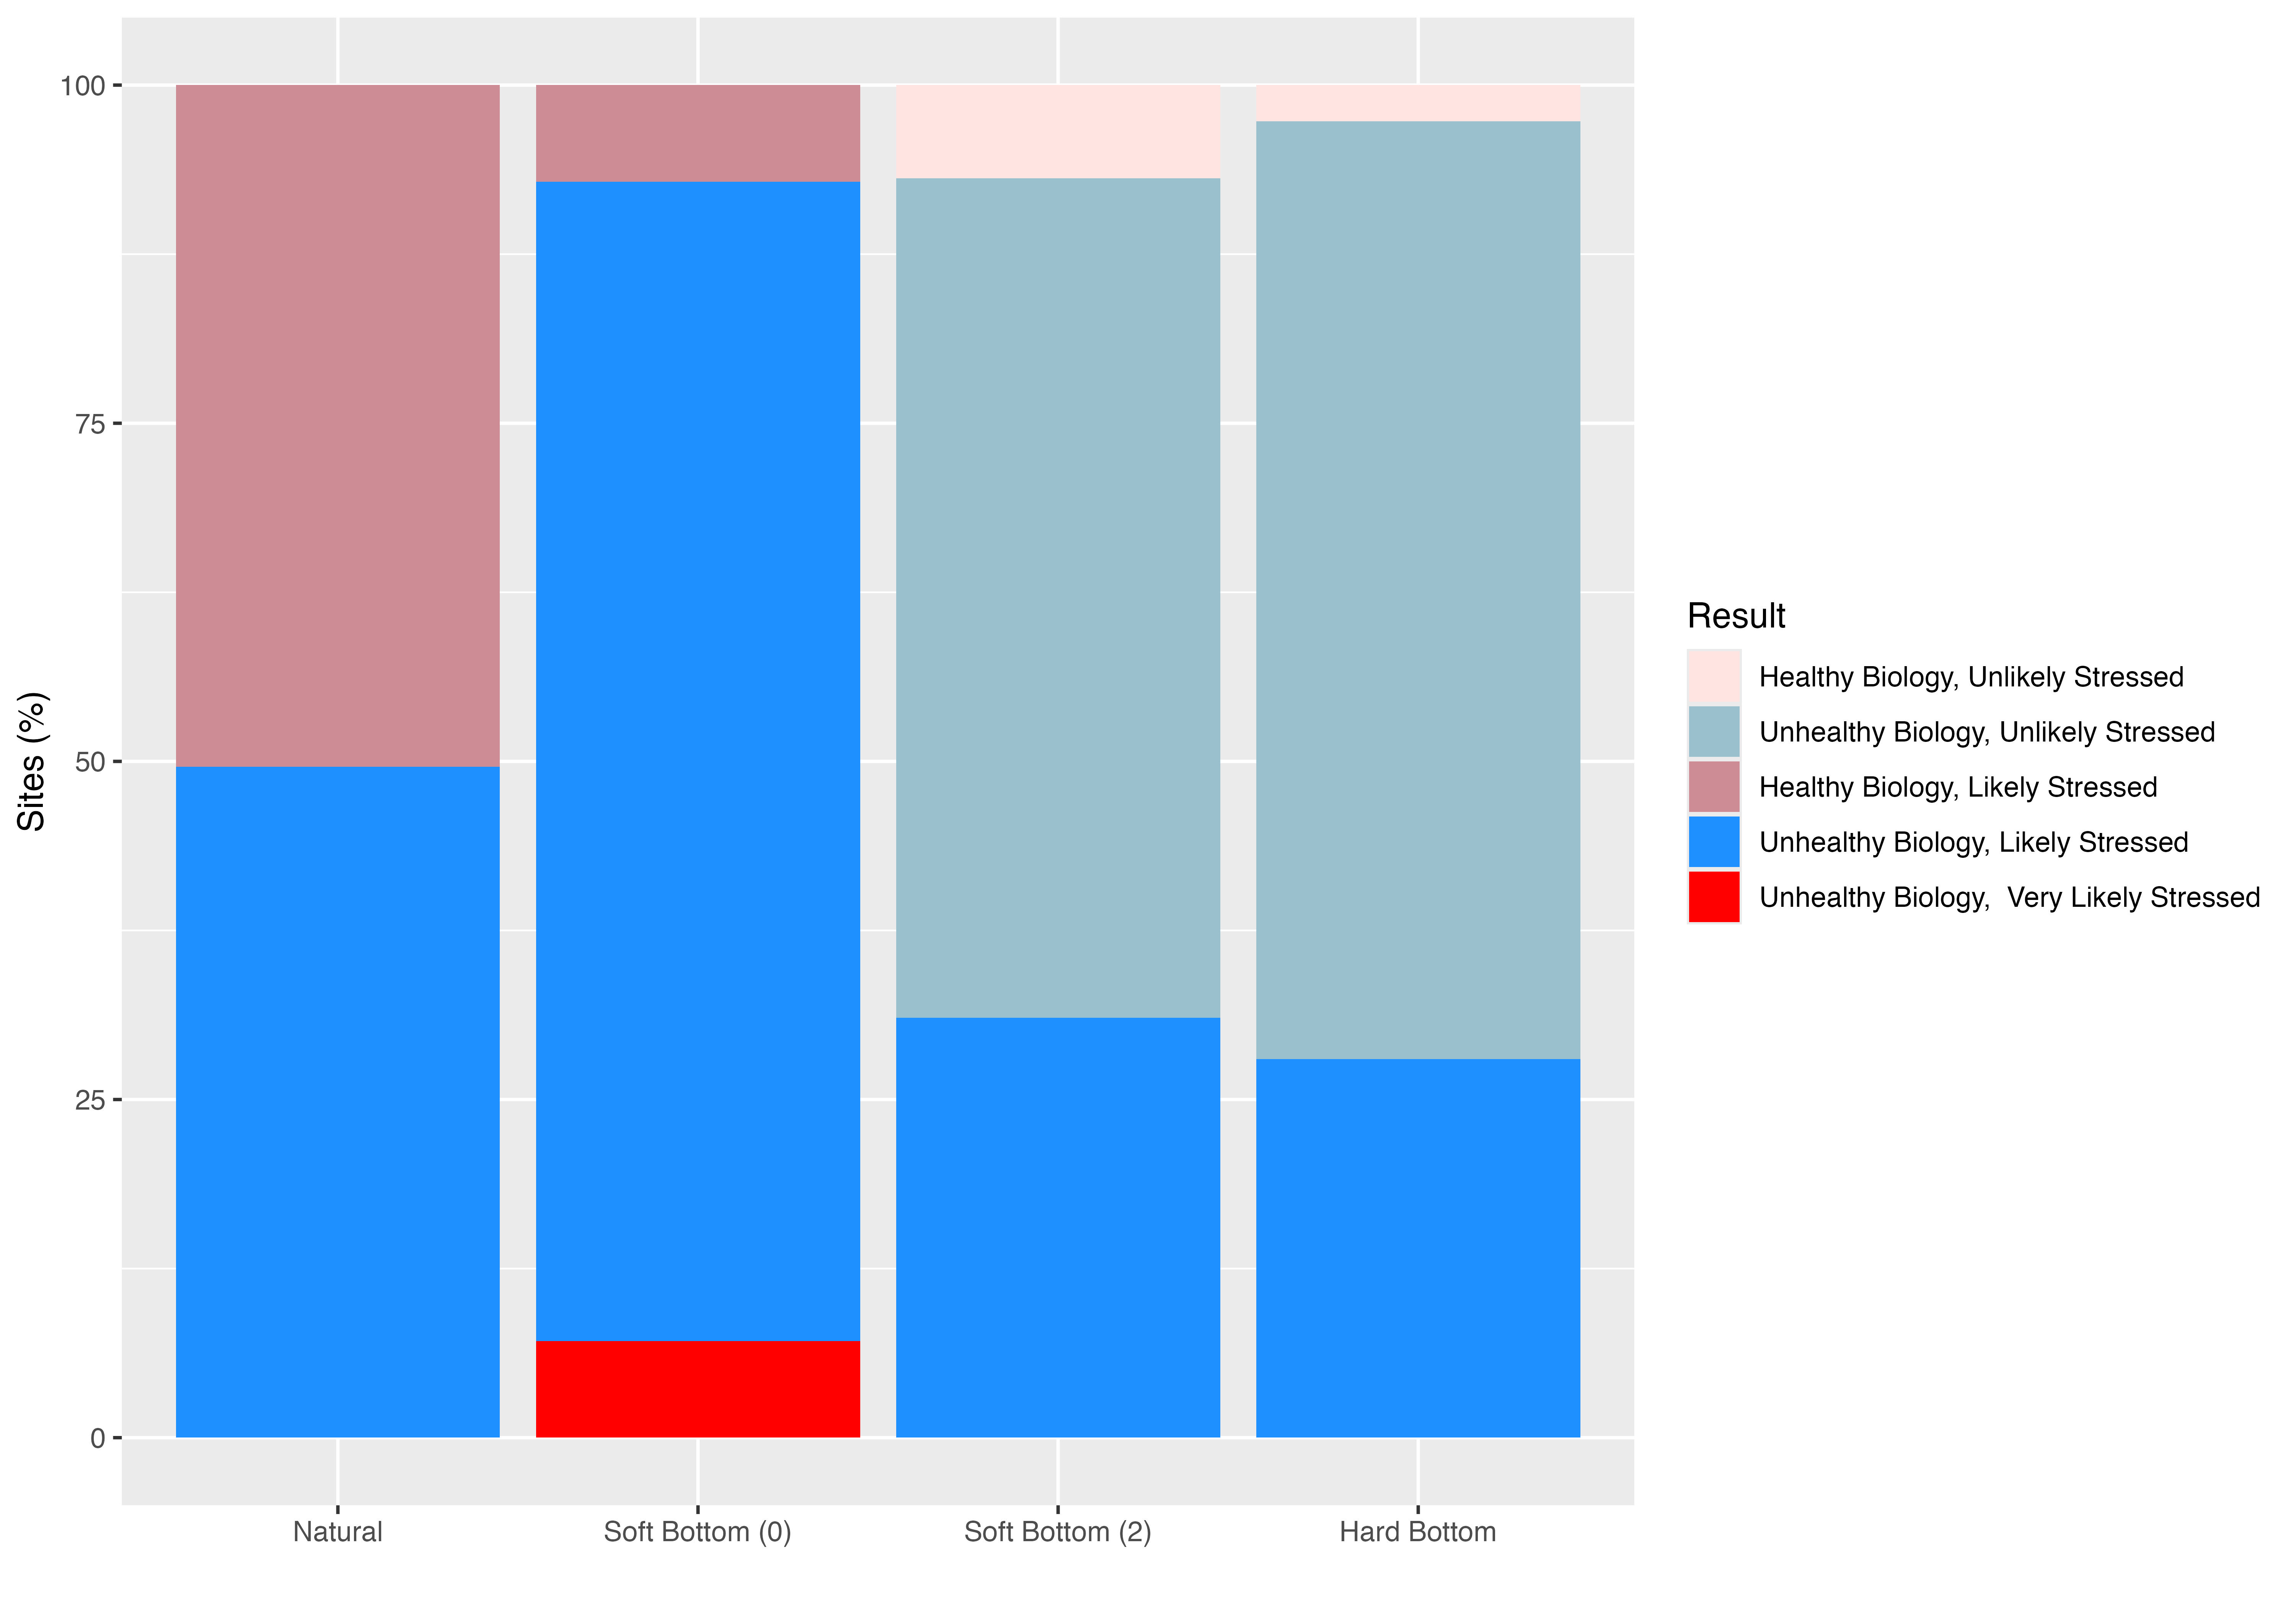 Sites (%)
100
75
50
25
0
Natural
Soft Bottom (0)
Soft Bottom (2)
Hard Bottom
Result
Healthy Biology, Unlikely Stressed
Unhealthy Biology, Unlikely Stressed
Healthy Biology, Likely Stressed
Unhealthy Biology, Likely Stressed
Unhealthy Biology,  Very Likely Stressed